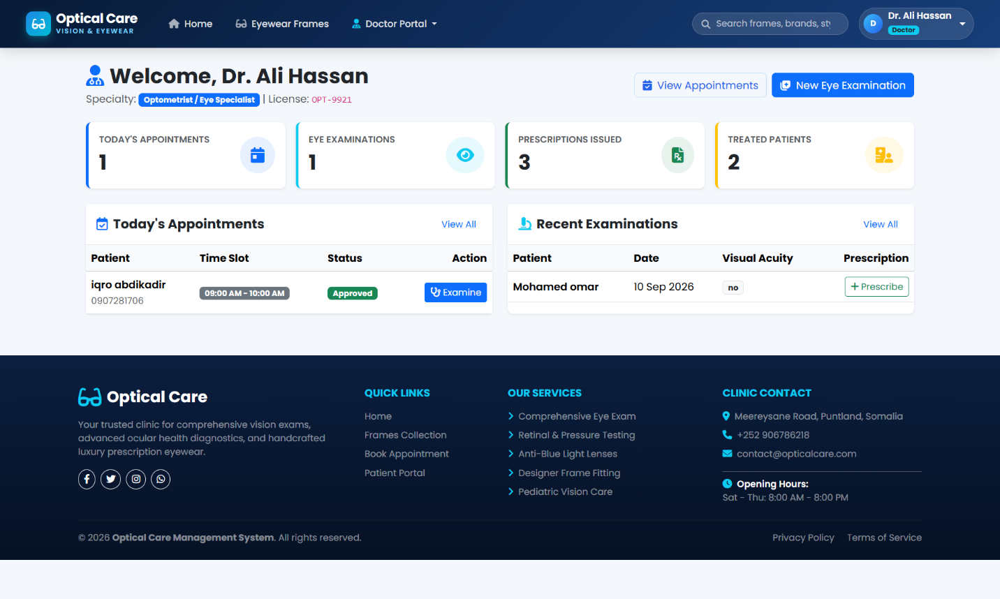 Optical Care
VISION & EYEWEAR
Home
Eyewear Frames
Doctor Portal
Search frames, brands, sty
D
Dr. Ali Hassan
Doctor
Welcome, Dr. Ali Hassan
Specialty: Optometrist / Eye Specialist | License: OPT-9921
View Appointments
New Eye Examination
TODAY'S APPOINTMENTS
1
EYE EXAMINATIONS
1
PRESCRIPTIONS ISSUED
3
TREATED PATIENTS
2
Today's Appointments
View All
Patient Time Slot Status Action
iqro abdikadir
0907281706
09:00 AM - 10:00 AM
Approved
Examine
Recent Examinations
View All
Patient Date Visual Acuity Prescription
Mohamed omar 10 Sep 2026 no Prescribe
Optical Care
Your trusted clinic for comprehensive vision exams,
advanced ocular health diagnostics, and handcrafted
luxury prescription eyewear.
QUICK LINKS
Home
Frames Collection
Book Appointment
Patient Portal
OUR SERVICES
Comprehensive Eye Exam
Retinal & Pressure Testing
Anti-Blue Light Lenses
Designer Frame Fitting
Pediatric Vision Care
CLINIC CONTACT
Meereysane Road, Puntland, Somalia
+252 906786218
contact@opticalcare.com
Opening Hours:
Sat - Thu: 8:00 AM - 8:00 PM
© 2026 Optical Care Management System. All rights reserved.
Privacy Policy Terms of Service